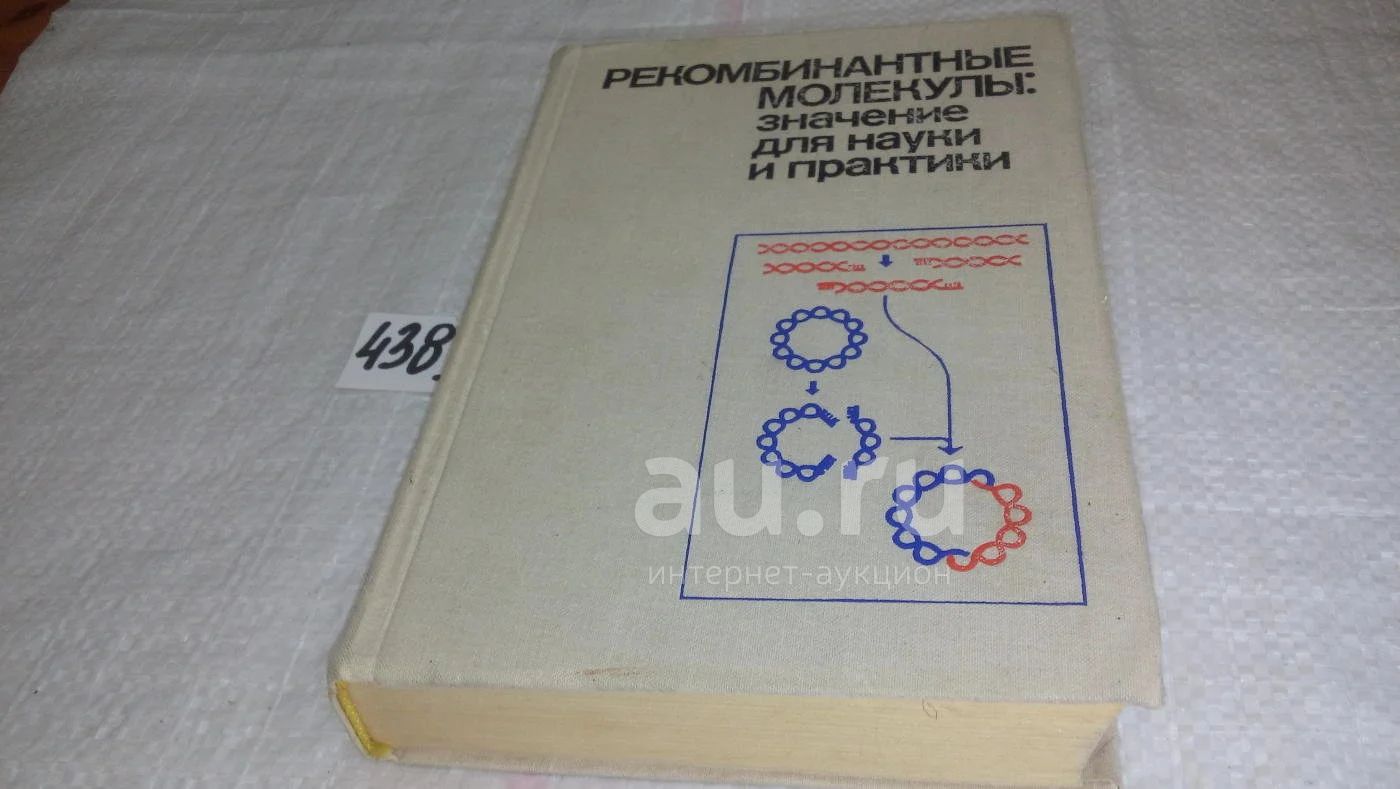 РЕКОМБИНАНТНЫЕ
МОЛЕКУЛЫ:
значение
для науки
и практики
438.
au.ru
интернет-аукцион